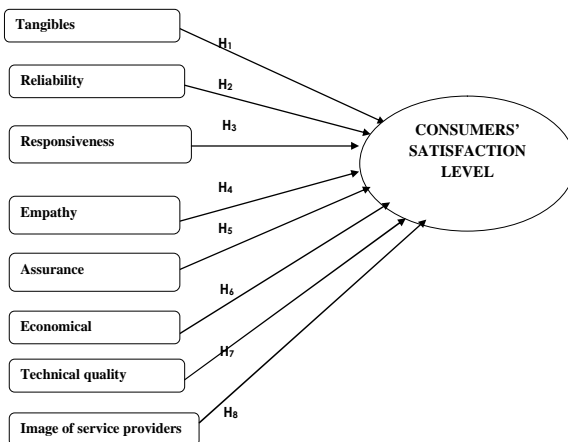 Tangibles
H1
Reliability
H2
Responsiveness
H3
CONSUMERS'
SATISFACTION
LEVEL
Empathy
H4
Assurance
H5
Economical
H6
Technical quality
H7
Image of service providers
H8